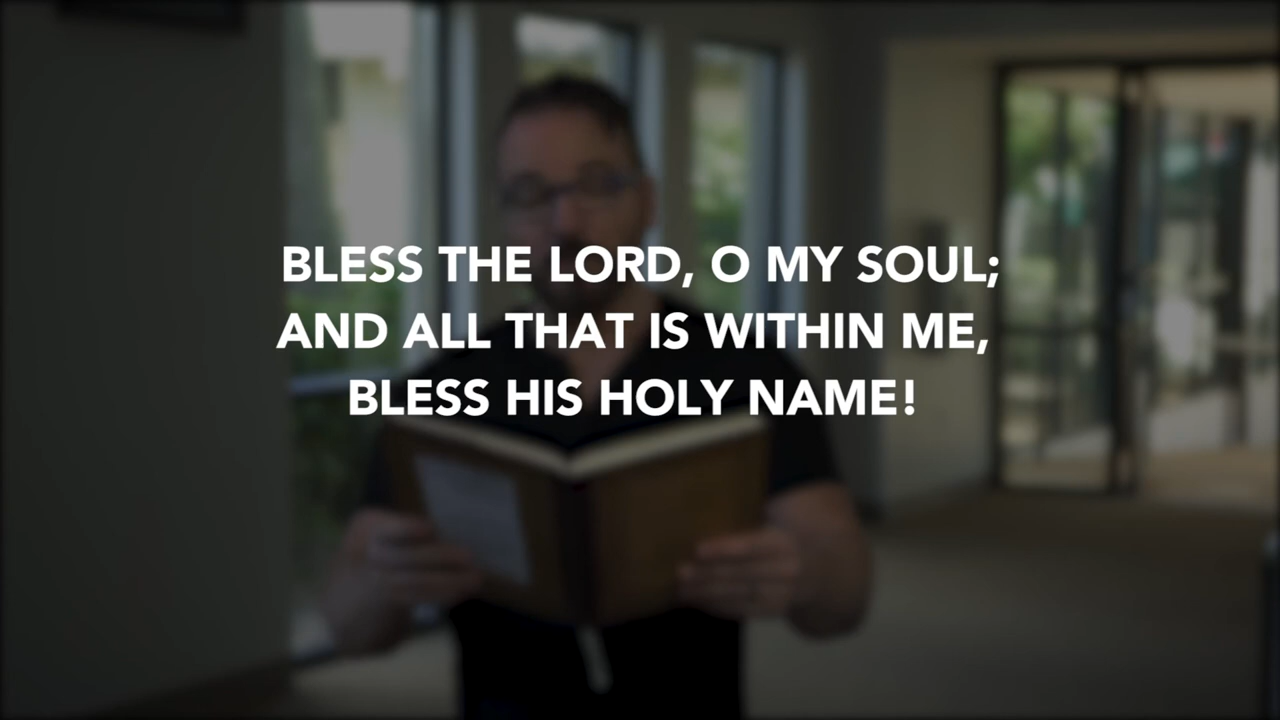 BLESS THE LORD, O MY SOUL;
AND ALL THAT IS WITHIN ME,
BLESS HIS HOLY NAME!